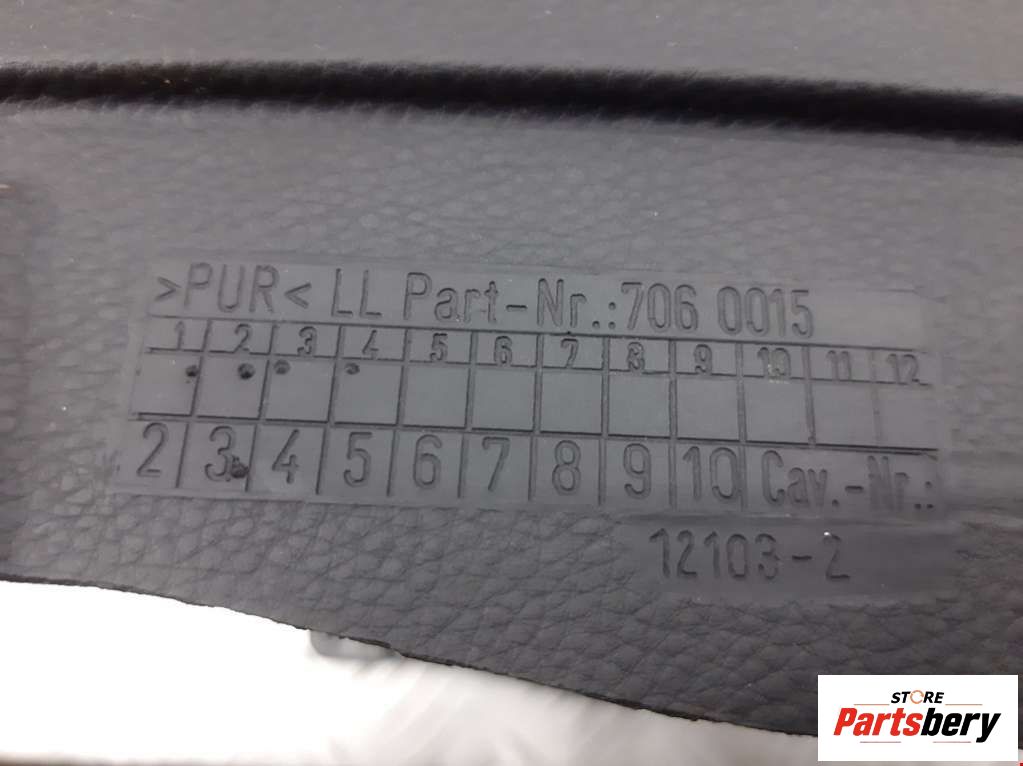 >PUR< LL Part-Nr.:706 0015
1 2 3 4 5 6 7 8 9 10 11 12
2 3 4 5 6 7 8 9 10 Cav.-Nr.:
12103-2
STORE
Partsbery